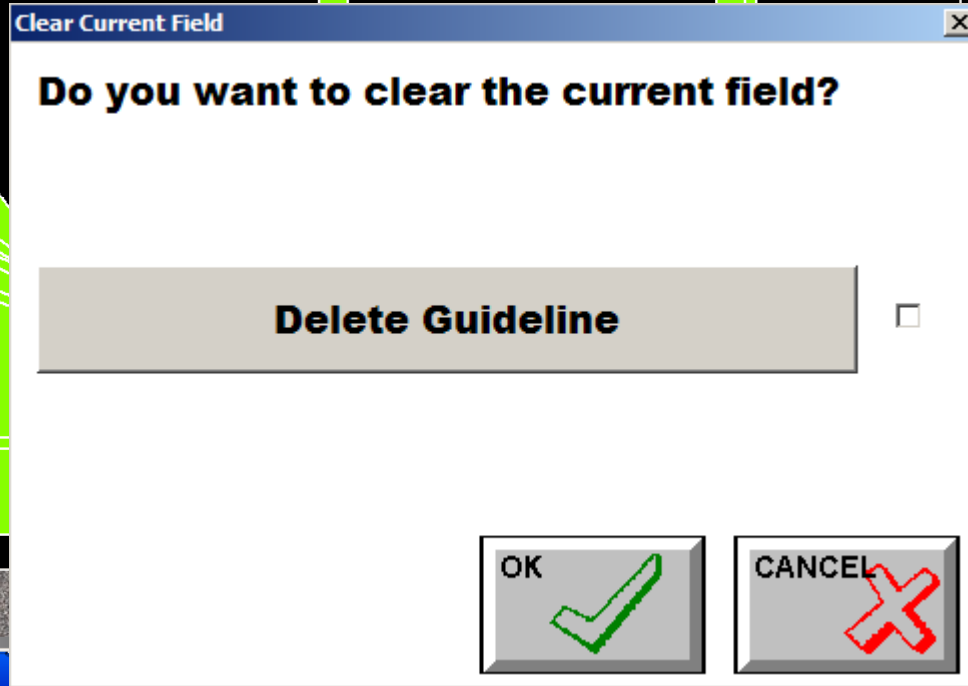 Clear Current Field
Do you want to clear the current field?
Delete Guideline
OK
CANCEL